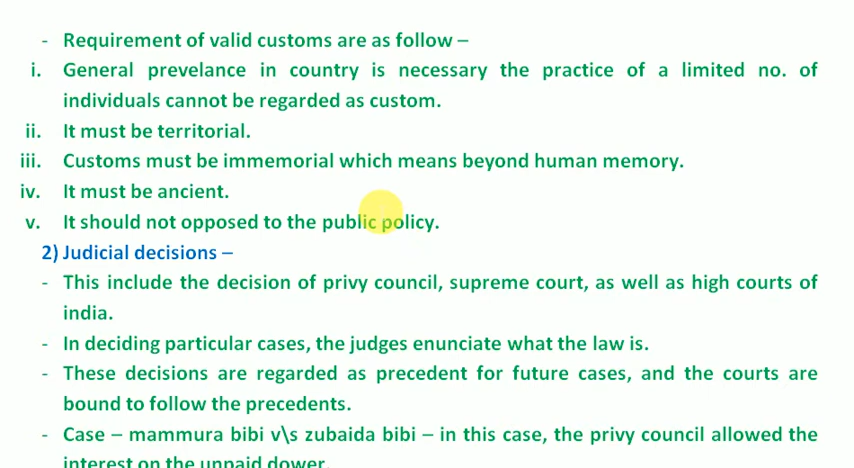 - Requirement of valid customs are as follow –
i. General prevelance in country is necessary the practice of a limited no. of
individuals cannot be regarded as custom.
ii. It must be territorial.
iii. Customs must be immemorial which means beyond human memory.
iv. It must be ancient.
v. It should not opposed to the public policy.
2) Judicial decisions –
- This include the decision of privy council, supreme court, as well as high courts of
india.
- In deciding particular cases, the judges enunciate what the law is.
- These decisions are regarded as precedent for future cases, and the courts are
bound to follow the precedents.
- Case – mammura bibi v\s zubaida bibi – in this case, the privy council allowed the
interest on the unpaid dower.